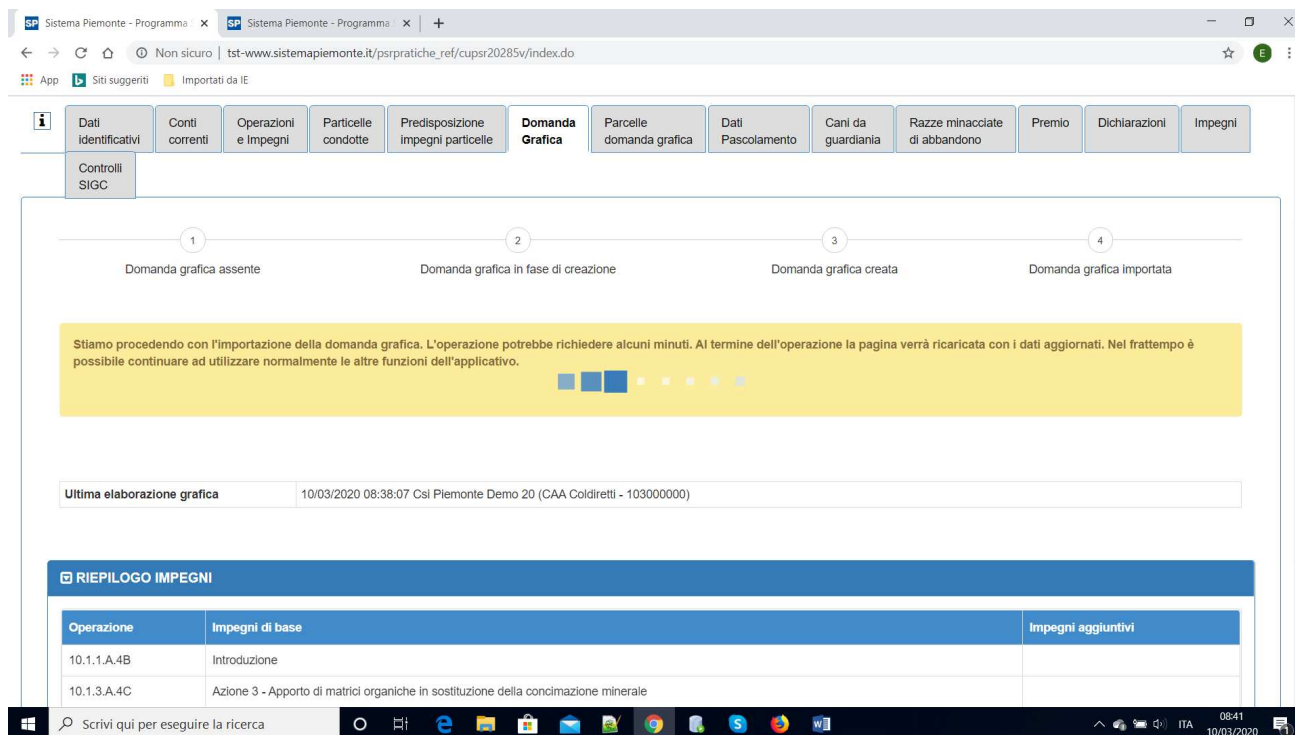 SP Sistema Piemonte - Programma
SP Sistema Piemonte - Programma
Non sicuro | tst-www.sistemapiemonte.it/psrpratiche_ref/cupsr20285v/index.do
E
App Siti suggeriti Importati da IE
i
Dati identificativi
Conti correnti
Operazioni e Impegni
Particelle condotte
Predisposizione impegni particelle
Domanda Grafica
Parcelle domanda grafica
Dati Pascolamento
Cani da guardiania
Razze minacciate di abbandono
Premio
Dichiarazioni
Impegni
Controlli SIGC
1 2 3 4
Domanda grafica assente Domanda grafica in fase di creazione Domanda grafica creata Domanda grafica importata
Stiamo procedendo con l'importazione della domanda grafica. L'operazione potrebbe richiedere alcuni minuti. Al termine dell'operazione la pagina verrà ricaricata con i dati aggiornati. Nel frattempo è
possibile continuare ad utilizzare normalmente le altre funzioni dell'applicativo.
Ultima elaborazione grafica 10/03/2020 08:38:07 Csi Piemonte Demo 20 (CAA Coldiretti - 103000000)
RIEPILOGO IMPEGNI
Operazione Impegni di base Impegni aggiuntivi
10.1.1.A.4B Introduzione
10.1.3.A.4C Azione 3 - Apporto di matrici organiche in sostituzione della concimazione minerale
Scrivi qui per eseguire la ricerca
ITA
08:41
10/03/2020